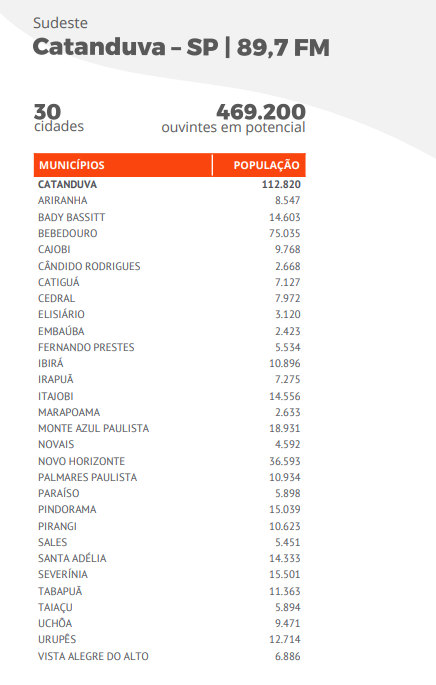 Sudeste
Catanduva – SP | 89,7 FM
30 469.200
cidades ouvintes em potencial
MUNICÍPIOS POPULAÇÃO
CATANDUVA 112.820
ARIRANHA 8.547
BADY BASSITT 14.603
BEBEDOURO 75.035
CAJOBI 9.768
CÂNDIDO RODRIGUES 2.668
CATIGUÁ 7.127
CEDRAL 7.972
ELISIÁRIO 3.120
EMBAÚBA 2.423
FERNANDO PRESTES 5.534
IBIRÁ 10.896
IRAPUÃ 7.275
ITAJOBI 14.556
MARAPOAMA 2.633
MONTE AZUL PAULISTA 18.931
NOVAIS 4.592
NOVO HORIZONTE 36.593
PALMARES PAULISTA 10.934
PARAÍSO 5.898
PINDORAMA 15.039
PIRANGI 10.623
SALES 5.451
SANTA ADÉLIA 14.333
SEVERÍNIA 15.501
TABAPUÃ 11.363
TAIAÇU 5.894
UCHÔA 9.471
URUPÊS 12.714
VISTA ALEGRE DO ALTO 6.886